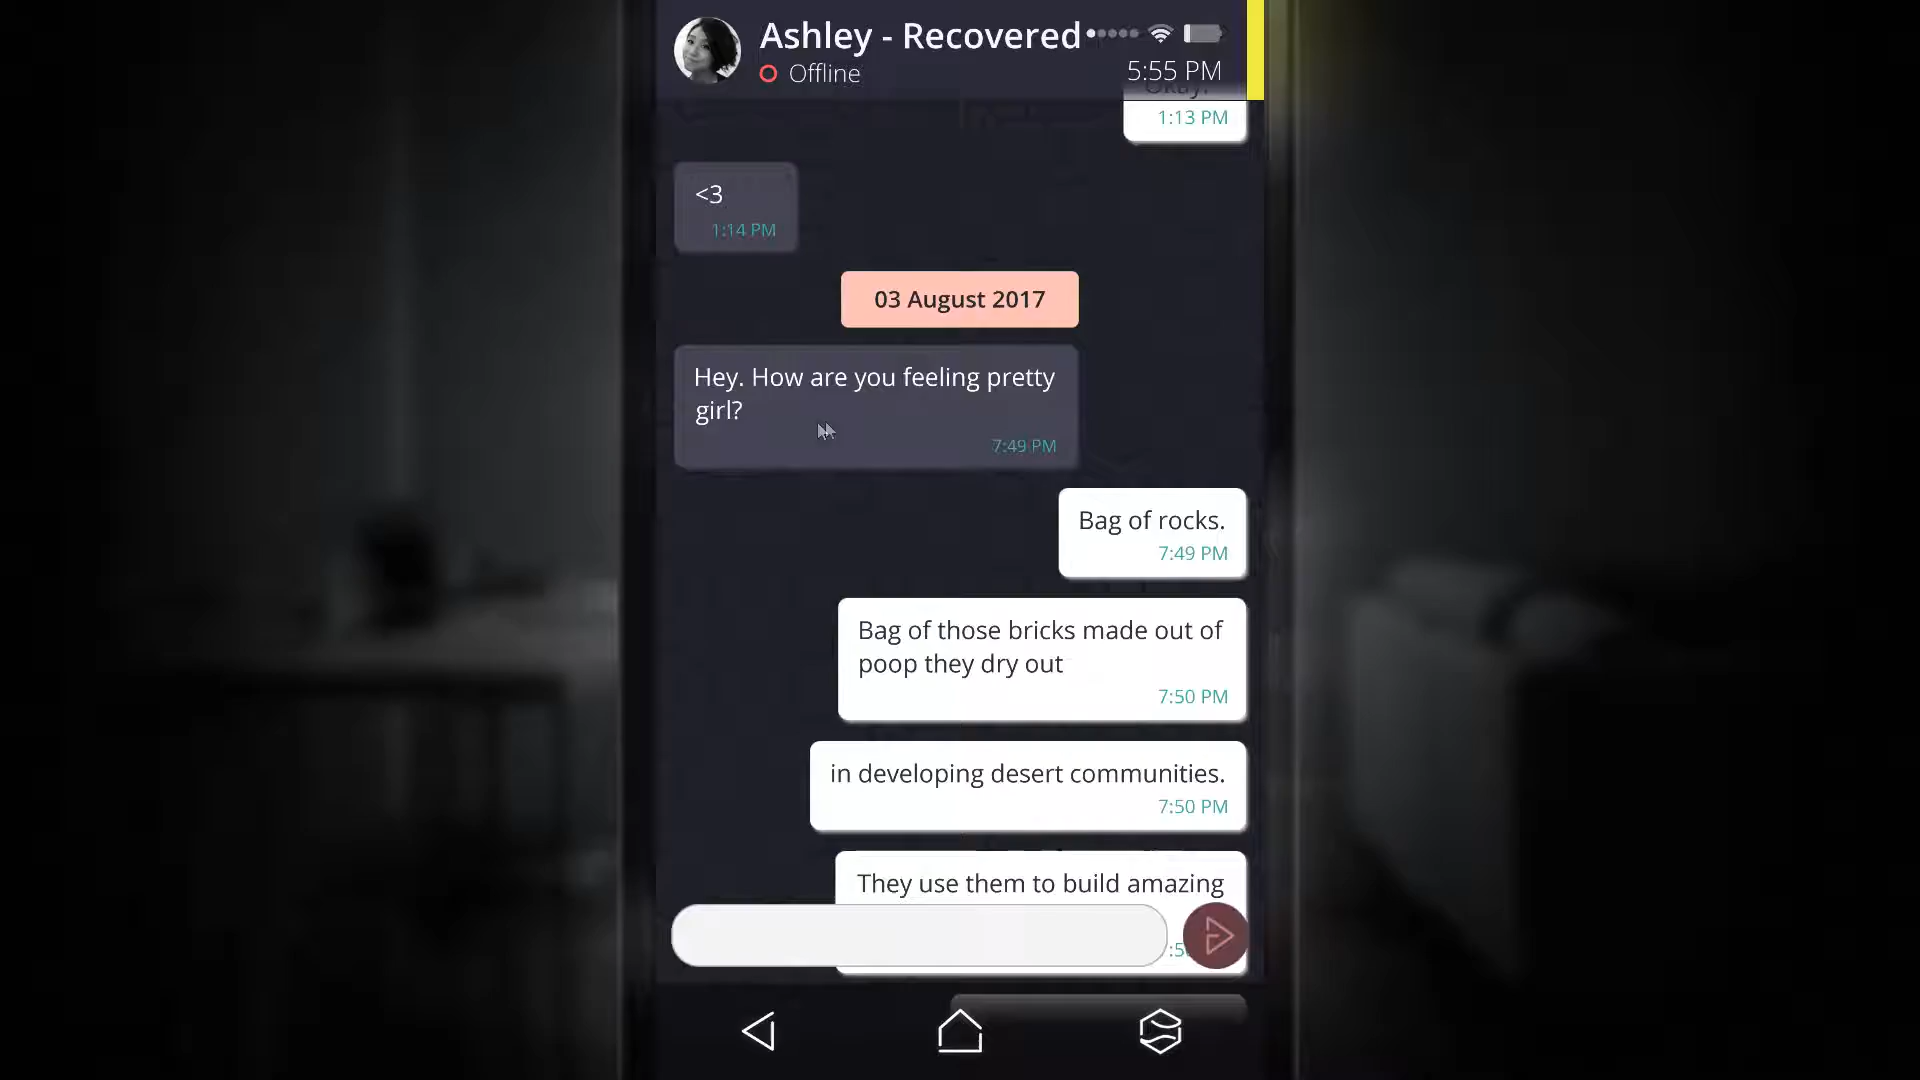 Ashley - Recovered
Offline
5:55 PM
Okay.
1:13 PM
<3
1:14 PM
03 August 2017
Hey. How are you feeling pretty
girl?
7:49 PM
Bag of rocks.
7:49 PM
Bag of those bricks made out of
poop they dry out
7:50 PM
in developing desert communities.
7:50 PM
They use them to build amazing